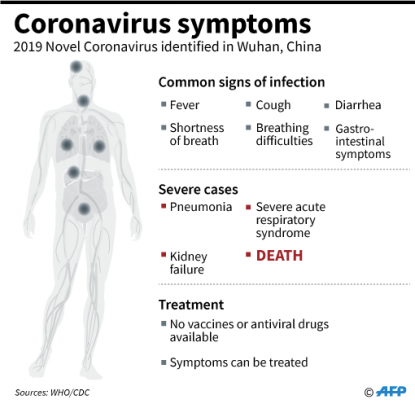 Coronavirus symptoms
2019 Novel Coronavirus identified in Wuhan, China
Common signs of infection
Fever
Cough
Diarrhea
Shortness
of breath
Breathing
difficulties
Gastro-
intestinal
symptoms
Severe cases
Pneumonia
Severe acute
respiratory
syndrome
Kidney
failure
DEATH
Treatment
No vaccines or antiviral drugs
available
Symptoms can be treated
Sources: WHO/CDC
© AFP